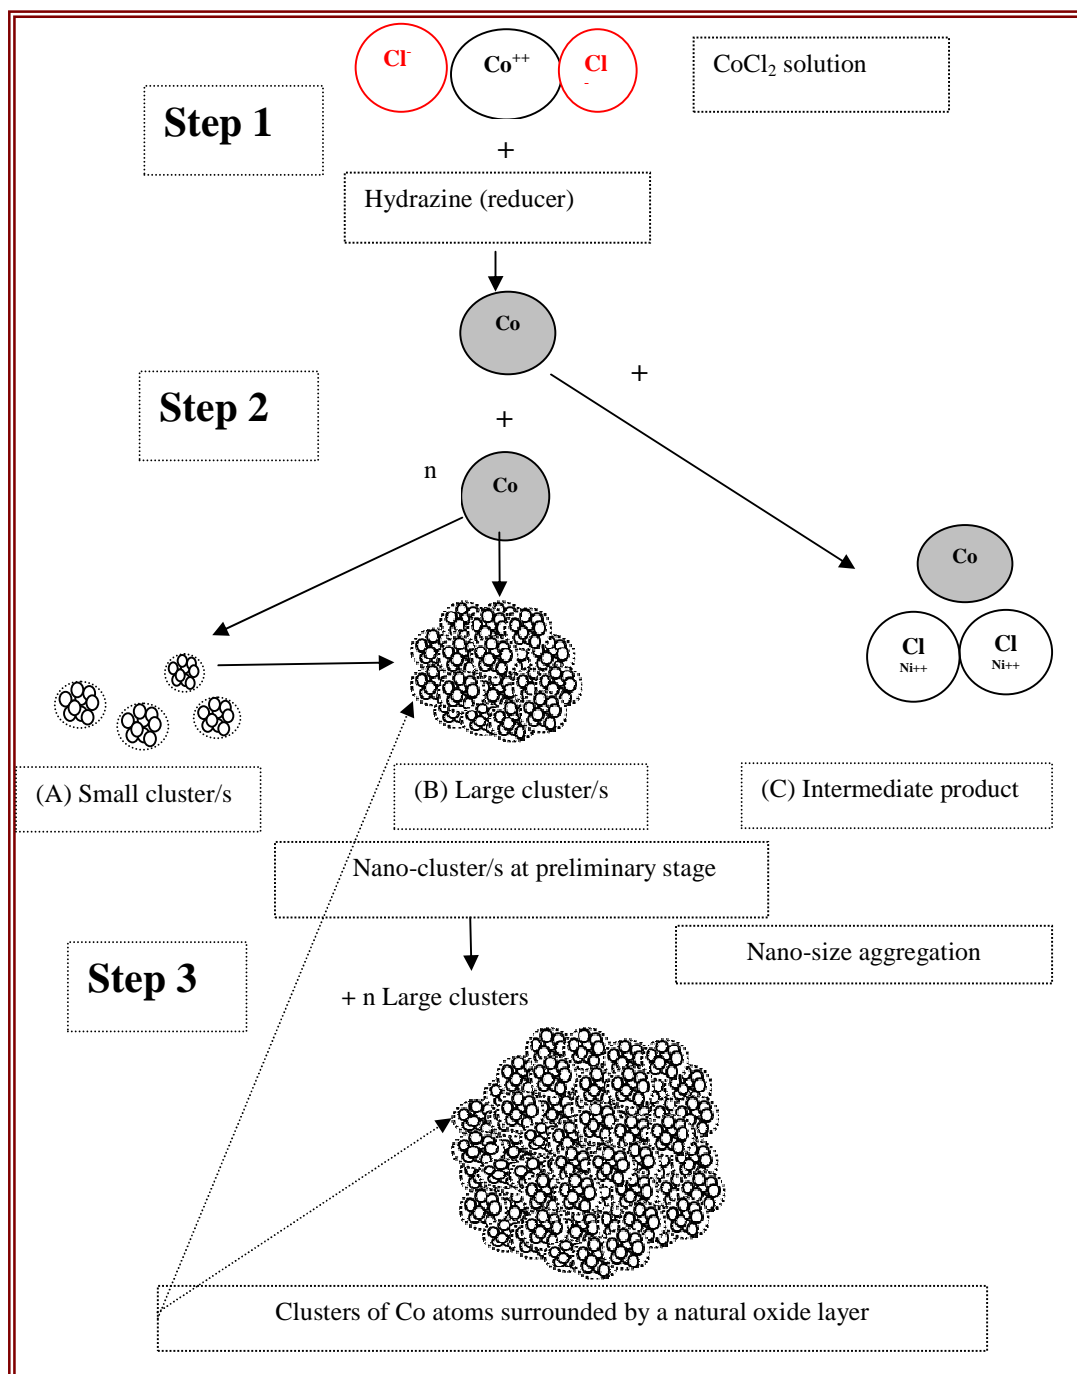 Cl-
Co++
Cl
-
CoCl2 solution
Step 1
+
Hydrazine (reducer)
Co
+
Step 2
+
n
Co
Co
Cl
Ni++
Cl
Ni++
(A) Small cluster/s
(B) Large cluster/s
(C) Intermediate product
Nano-cluster/s at preliminary stage
Step 3
Nano-size aggregation
+ n Large clusters
Clusters of Co atoms surrounded by a natural oxide layer